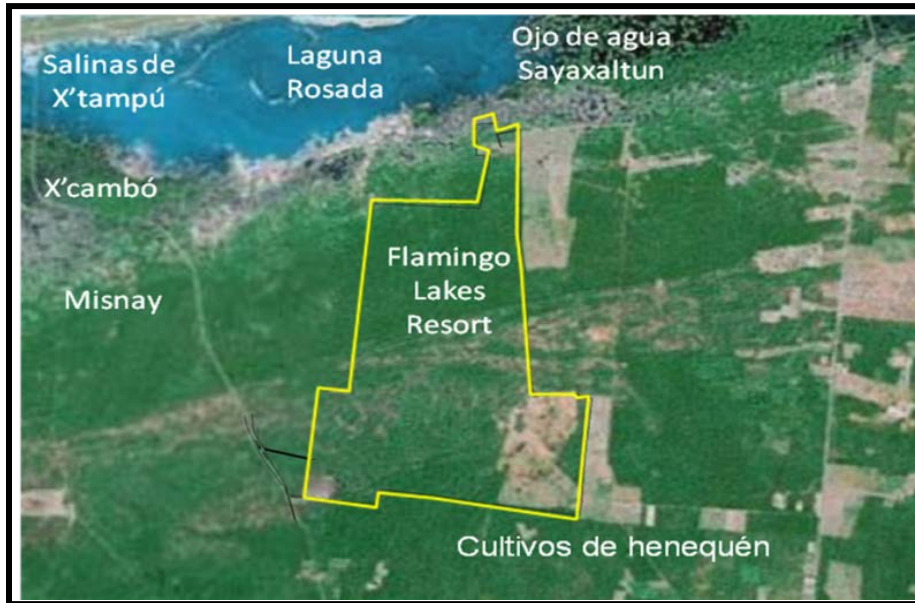 Salinas de
X'tampú
Laguna
Rosada
Ojo de agua
Sayaxaltun
X'cambó
Misnay
Flamingo
Lakes
Resort
Cultivos de henequén